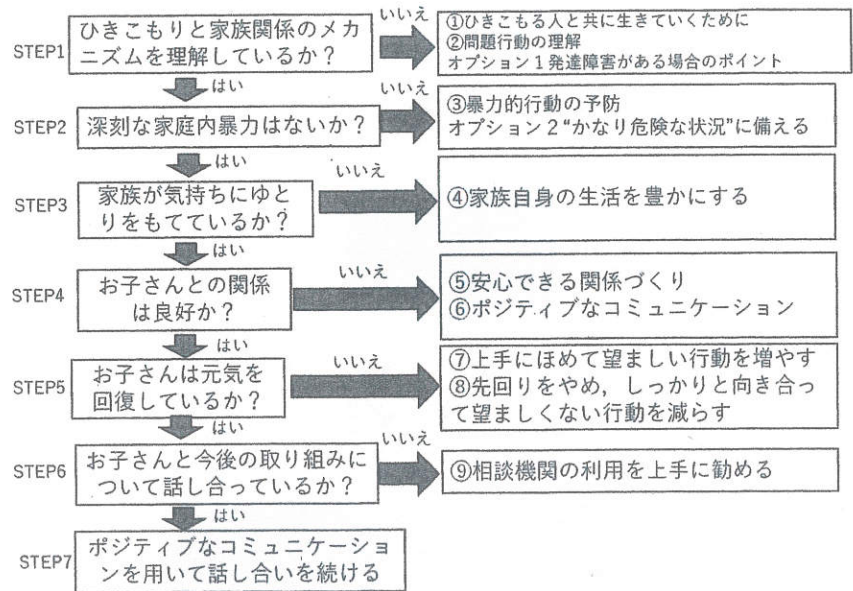 STEP1
ひきこもりと家族関係のメカ
ニズムを理解しているか？
いいえ
①ひきこもる人と共に生きていくために
②問題行動の理解
オプション１発達障害がある場合のポイント
はい
STEP2
深刻な家庭内暴力はないか？
いいえ
③暴力的行動の予防
オプション２“かなり危険な状況”に備える
はい
STEP3
家族が気持ちにゆと
りをもてているか？
いいえ
④家族自身の生活を豊かにする
はい
STEP4
お子さんとの関係
は良好か？
いいえ
⑤安心できる関係づくり
⑥ポジティブなコミュニケーション
はい
STEP5
お子さんは元気を
回復しているか？
いいえ
⑦上手にほめて望ましい行動を増やす
⑧先回りをやめ，しっかりと向き合っ
て望ましくない行動を減らす
はい
STEP6
お子さんと今後の取り組みに
ついて話し合っているか？
いいえ
⑨相談機関の利用を上手に勧める
はい
STEP7
ポジティブなコミュニケーショ
ンを用いて話し合いを続ける